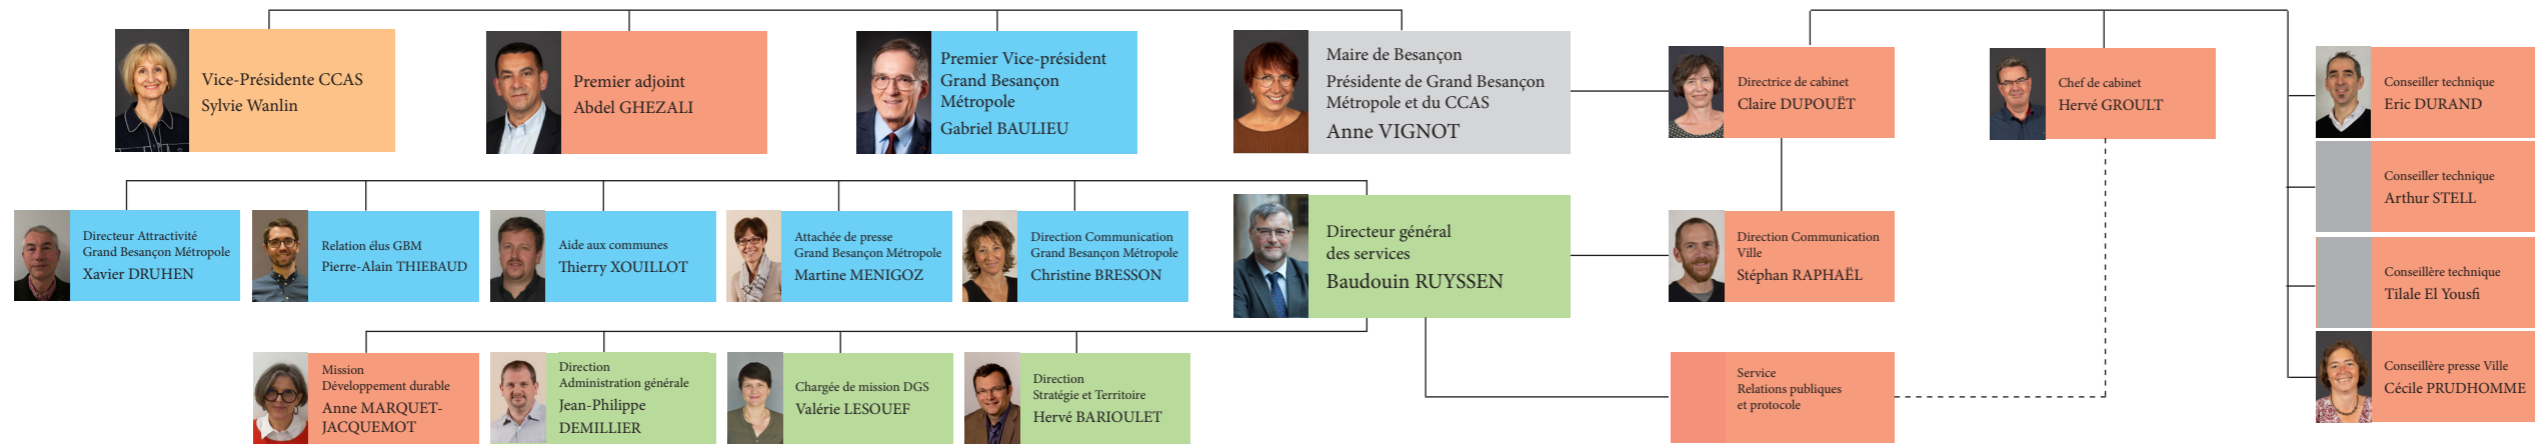 Vice-Présidente CCAS
Sylvie Wanlin
Premier adjoint
Abdel GHEZALI
Premier Vice-président
Grand Besançon
Métropole
Gabriel BAULIEU
Maire de Besançon
Présidente de Grand Besançon
Métropole et du CCAS
Anne VIGNOT
Directrice de cabinet
Claire DUPOUËT
Chef de cabinet
Hervé GROULT
Conseiller technique
Eric DURAND
Conseiller technique
Arthur STELL
Conseillère technique
Tilale El Yousfi
Conseillère presse Ville
Cécile PRUDHOMME
Directeur Attractivité
Grand Besançon Métropole
Xavier DRUHEN
Relation élus GBM
Pierre-Alain THIEBAUD
Aide aux communes
Thierry XOUILLOT
Attachée de presse
Grand Besançon Métropole
Martine MENIGOZ
Direction Communication
Grand Besançon Métropole
Christine BRESSON
Directeur général
des services
Baudouin RUYSSEN
Direction Communication
Ville
Stéphan RAPHAËL
Mission
Développement durable
Anne MARQUET-
JACQUEMOT
Direction
Administration générale
Jean-Philippe
DEMILLIER
Chargée de mission DGS
Valérie LESOUEF
Direction
Stratégie et Territoire
Hervé BARIOULET
Service
Relations publiques
et protocole